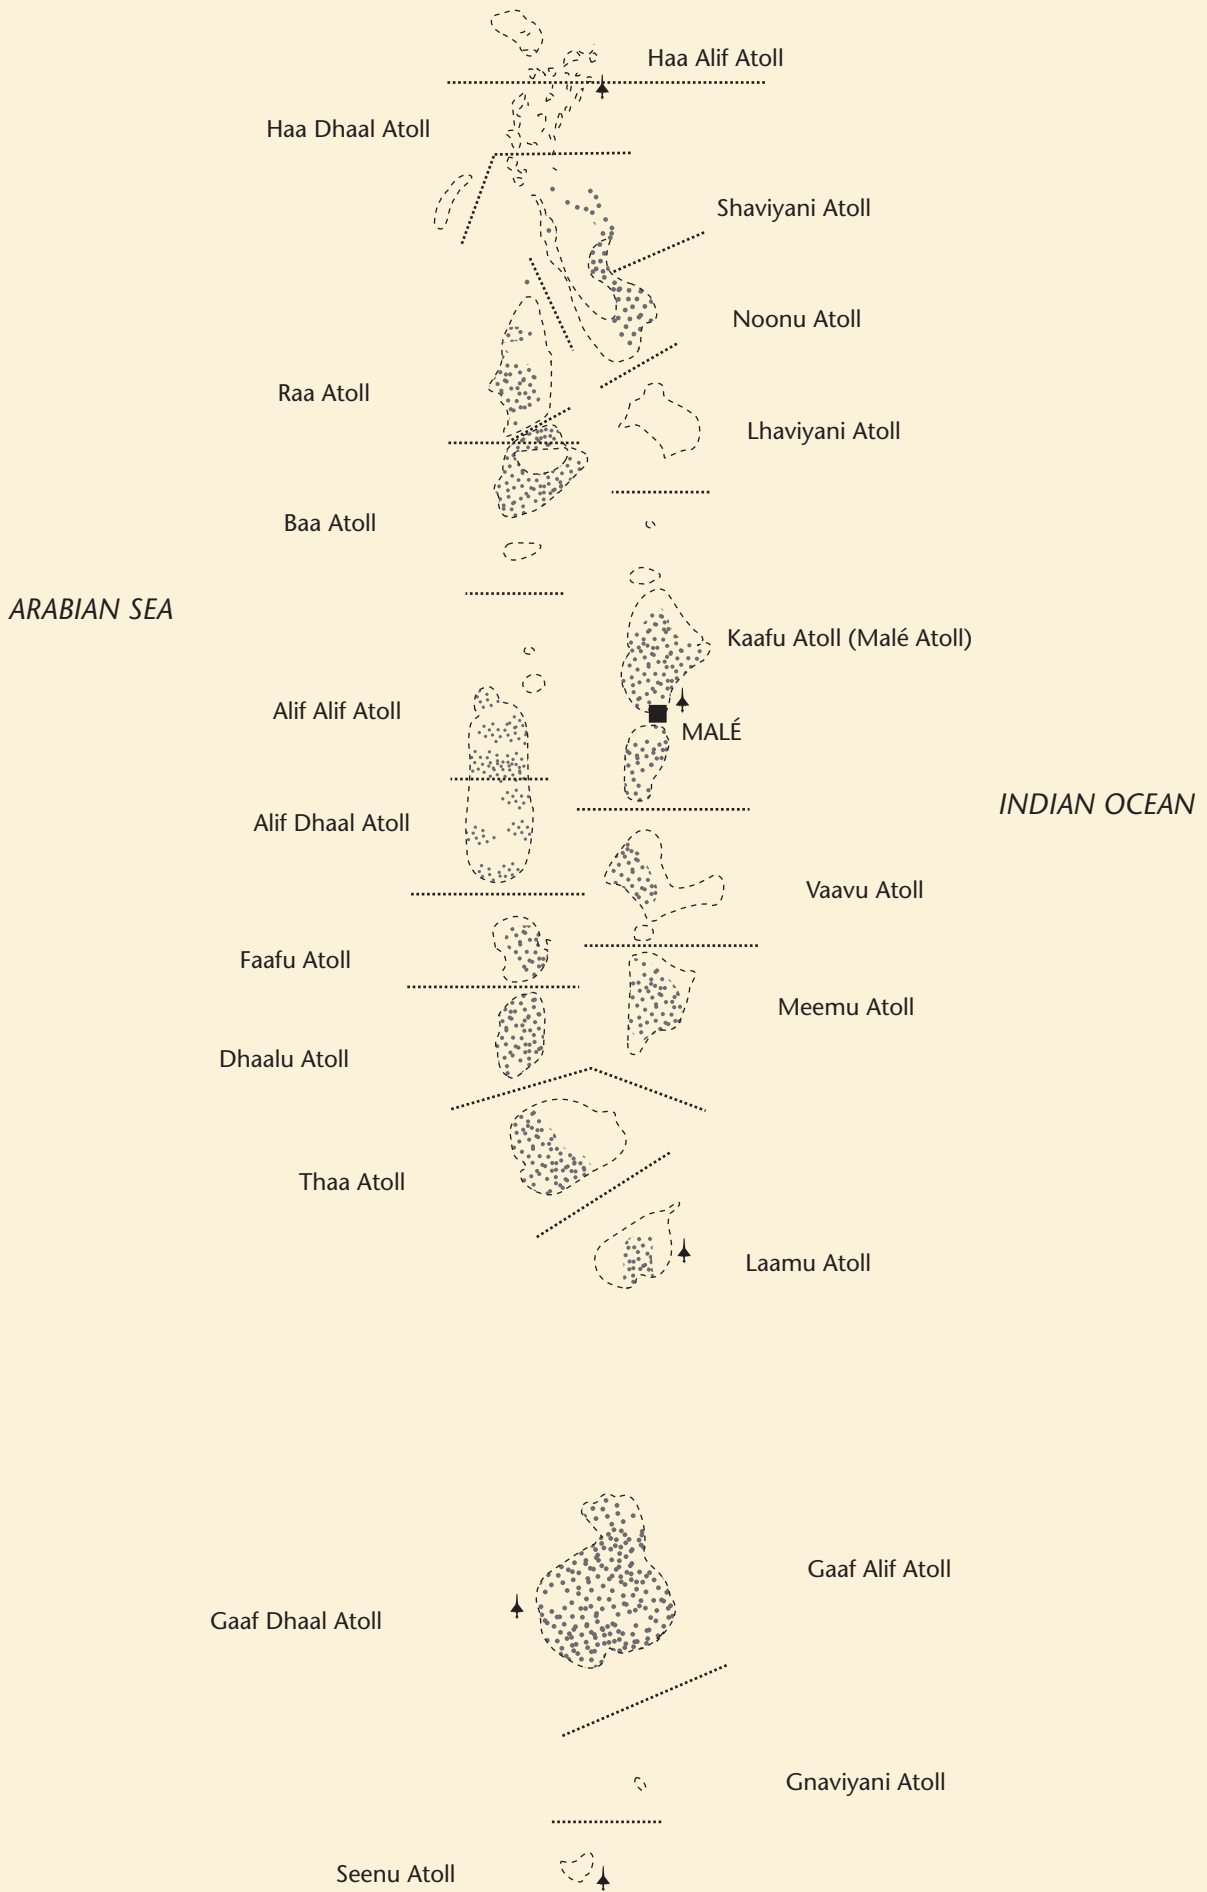 Haa Alif Atoll
Haa Dhaal Atoll
Shaviyani Atoll
Noonu Atoll
Raa Atoll
Lhaviyani Atoll
Baa Atoll
ARABIAN SEA
Kaafu Atoll (Malé Atoll)
Alif Alif Atoll
MALÉ
INDIAN OCEAN
Alif Dhaal Atoll
Vaavu Atoll
Faafu Atoll
Meemu Atoll
Dhaalu Atoll
Thaa Atoll
Laamu Atoll
Gaaf Alif Atoll
Gaaf Dhaal Atoll
Gnaviyani Atoll
Seenu Atoll